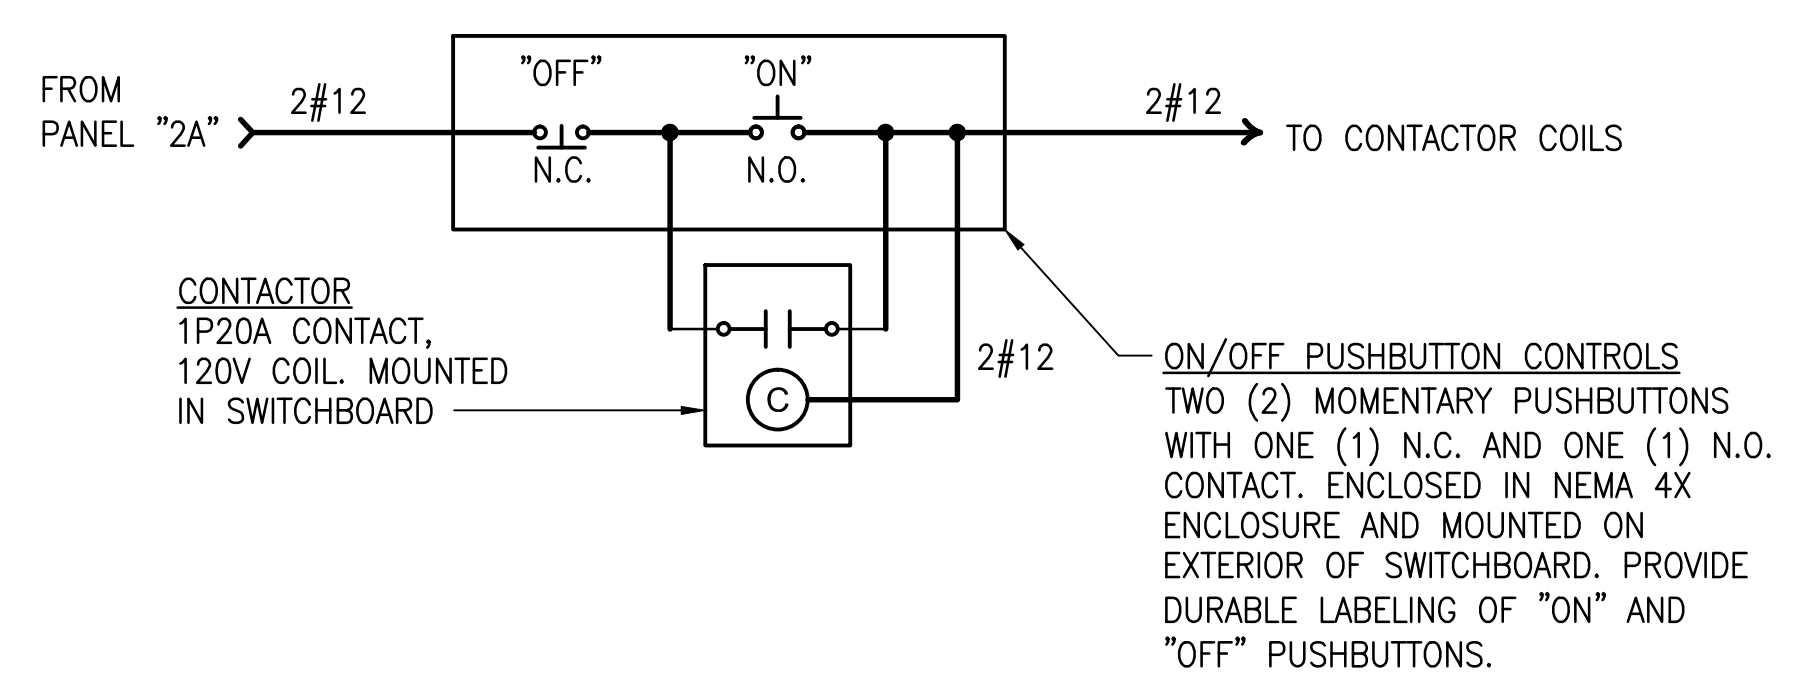 "OFF" "ON"
FROM
PANEL "2A"
2#12
2#12
TO CONTACTOR COILS
N.C. N.O.
CONTACTOR
1P20A CONTACT,
120V COIL. MOUNTED
IN SWITCHBOARD
C
2#12
ON/OFF PUSHBUTTON CONTROLS
TWO (2) MOMENTARY PUSHBUTTONS
WITH ONE (1) N.C. AND ONE (1) N.O.
CONTACT. ENCLOSED IN NEMA 4X
ENCLOSURE AND MOUNTED ON
EXTERIOR OF SWITCHBOARD. PROVIDE
DURABLE LABELING OF "ON" AND
"OFF" PUSHBUTTONS.